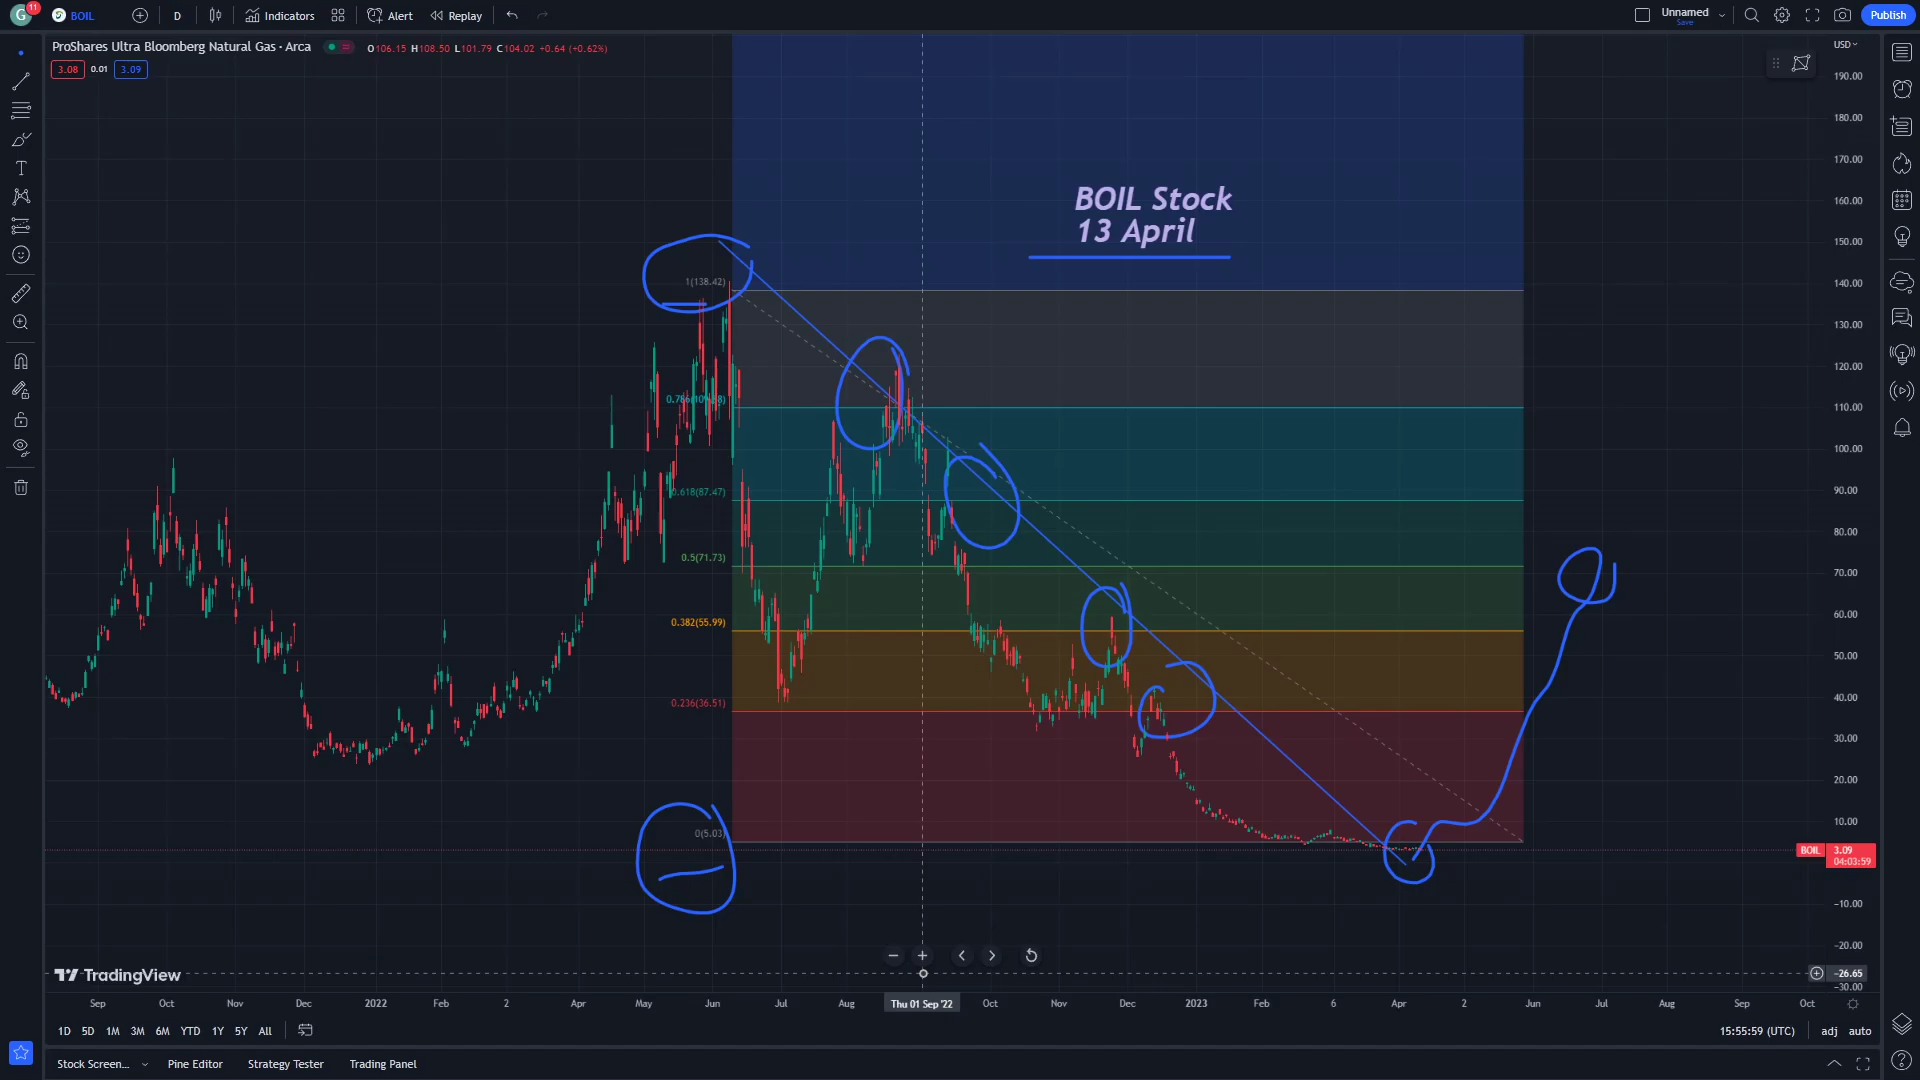 G 11 BOIL D Indicators Alert Replay Unnamed Save Publish
ProShares Ultra Bloomberg Natural Gas · Arca O106.15 H108.50 L101.79 C104.02 +0.64 (+0.62%) USD
3.08 0.01 3.09
190.00
180.00
170.00
BOIL Stock
160.00
13 April
150.00
1(138.42) 140.00
130.00
120.00
110.00
100.00
0.618(87.47) 90.00
80.00
0.5(71.73) 70.00
0.382(55.99) 60.00
50.00
0.236(36.51) 40.00
30.00
20.00
0(5.03) 10.00
BOIL 3.09
04:03:59
−10.00
−20.00
TradingView −26.65
−30.00
Sep Oct Nov Dec 2022 Feb 2 Apr May Jun Jul Aug Thu 01 Sep '22 Oct Nov Dec 2023 Feb 6 Apr 2 Jun Jul Aug Sep Oct
1D 5D 1M 3M 6M YTD 1Y 5Y All 15:55:59 (UTC) adj auto
Stock Screen... Pine Editor Strategy Tester Trading Panel